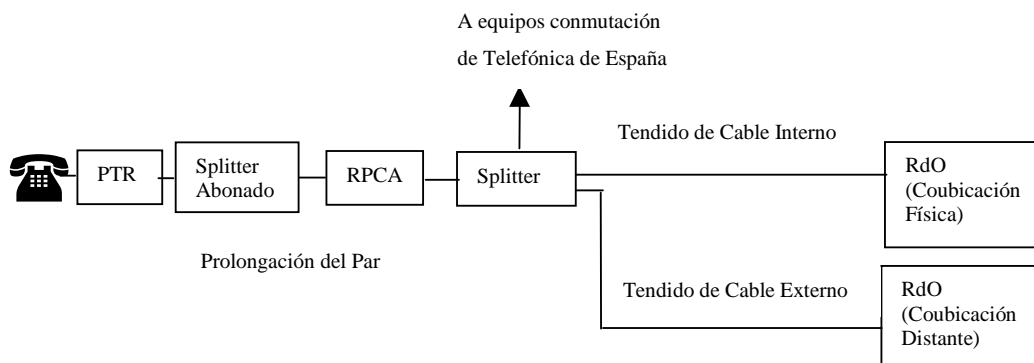 A equipos conmutación
de Telefónica de España
Tendido de Cable Interno
PTR
Splitter
Abonado
RPCA
Splitter
RdO
(Coubicación
Física)
Prolongación del Par
Tendido de Cable Externo
RdO
(Coubicación
Distante)